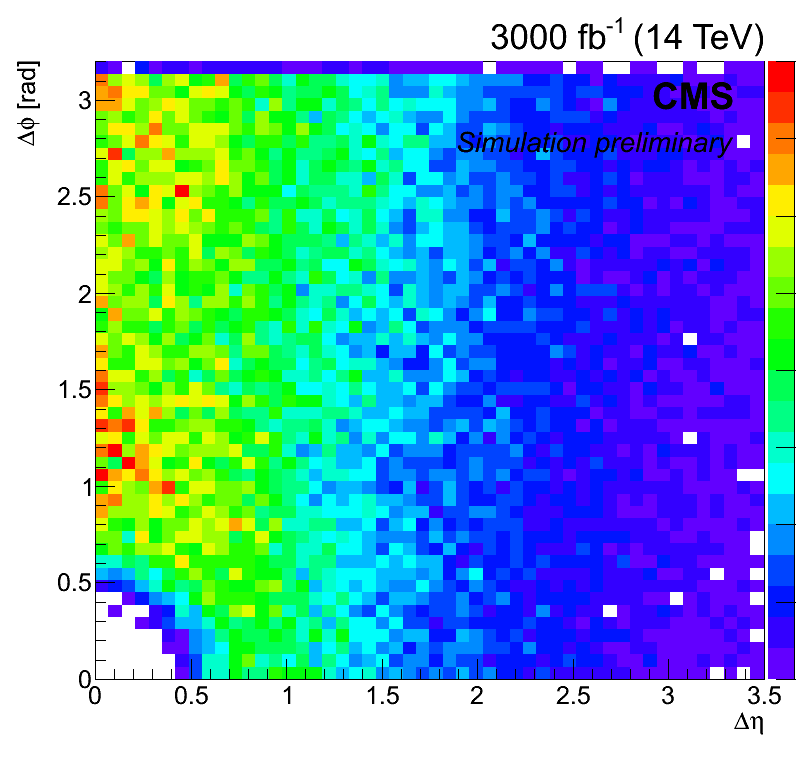 3000 fb-1 (14 TeV)
CMS
Simulation preliminary
Δϕ [rad]
3
2.5
2
1.5
1
0.5
0
0 0.5 1 1.5 2 2.5 3 3.5
Δη